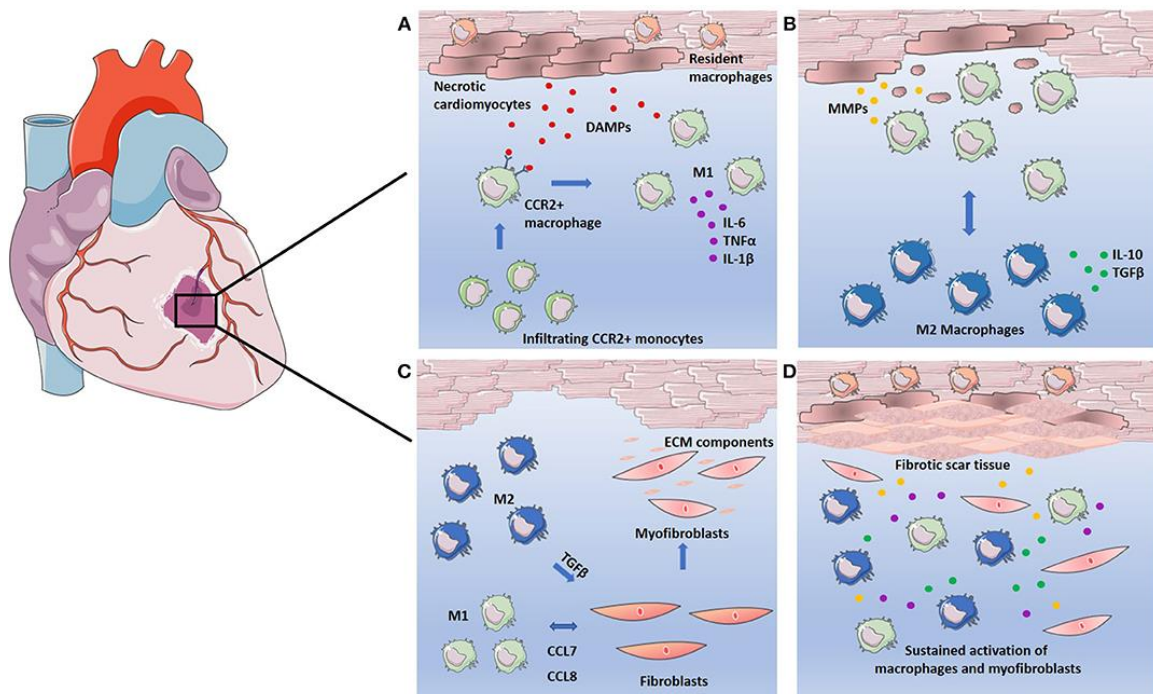 A
Resident
macrophages
Necrotic
cardiomyocytes
DAMPs
M1
CCR2+
macrophage
IL-6
TNFα
IL-1β
Infiltrating CCR2+ monocytes
B
MMPs
IL-10
TGFβ
M2 Macrophages
C
ECM components
M2
Myofibroblasts
TGFβ
M1
CCL7
CCL8
Fibroblasts
D
Fibrotic scar tissue
Sustained activation of
macrophages and myofibroblasts